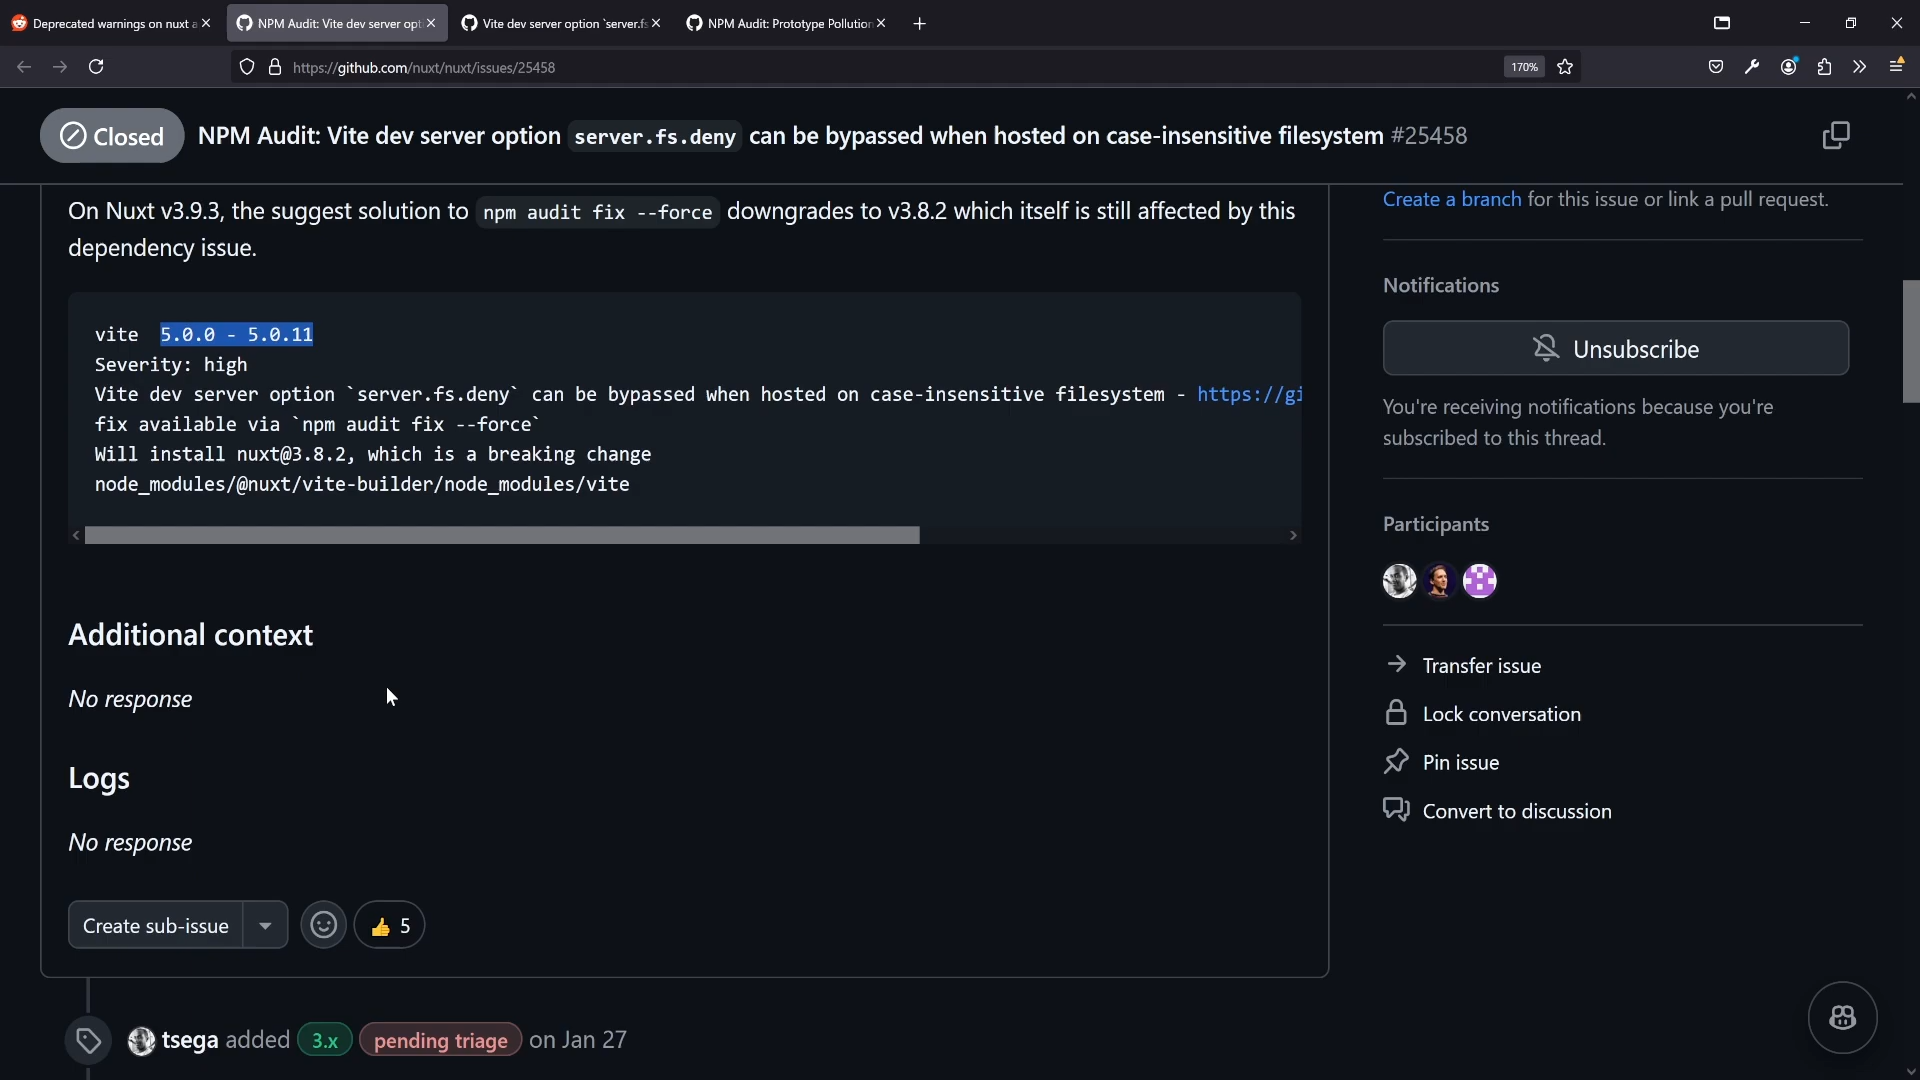 Deprecated warnings on nuxt a
NPM Audit: Vite dev server opt
Vite dev server option `server.fs
NPM Audit: Prototype Pollution
https://github.com/nuxt/nuxt/issues/25458
170%
Closed
NPM Audit: Vite dev server option server.fs.deny can be bypassed when hosted on case-insensitive filesystem #25458
On Nuxt v3.9.3, the suggest solution to npm audit fix --force downgrades to v3.8.2 which itself is still affected by this
dependency issue.
vite 5.0.0 - 5.0.11
Severity: high
Vite dev server option `server.fs.deny` can be bypassed when hosted on case-insensitive filesystem - https://gi
fix available via `npm audit fix --force`
Will install nuxt@3.8.2, which is a breaking change
node_modules/@nuxt/vite-builder/node_modules/vite
Additional context
No response
Logs
No response
Create sub-issue
👍 5
tsega added 3.x pending triage on Jan 27
Create a branch for this issue or link a pull request.
Notifications
Unsubscribe
You're receiving notifications because you're
subscribed to this thread.
Participants
Transfer issue
Lock conversation
Pin issue
Convert to discussion